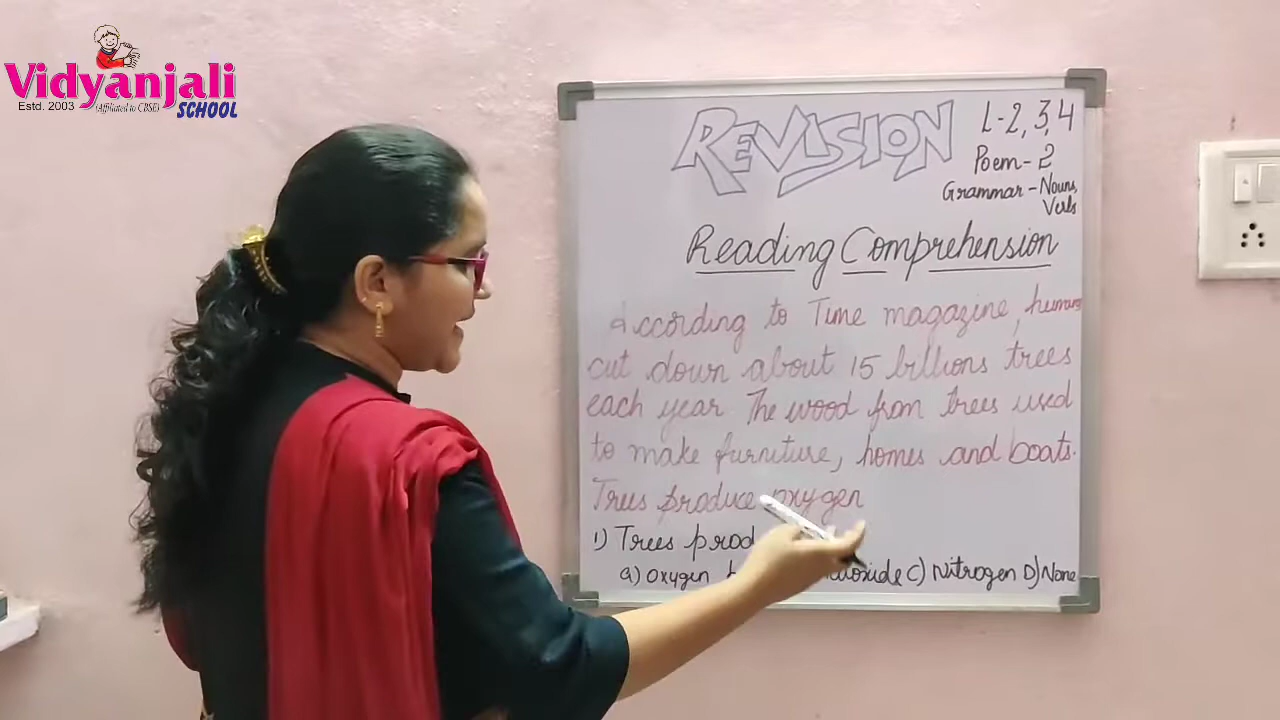 Vidyanjali
Estd. 2003 (Affiliated to CBSE)
SCHOOL
REVISION
L-2, 3, 4
Poem-2
Grammar-Nouns,
Verbs
Reading Comprehension
According to Time magazine, humans
cut down about 15 billions trees
each year. The wood from trees used
to make furniture, homes and boats.
Trees produce oxygen
1) Trees prod
a) Oxygen C) Nitrogen D) None